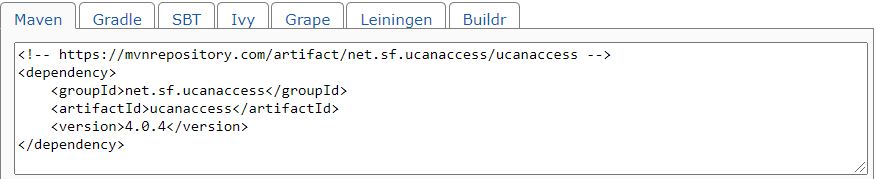 Maven Gradle SBT Ivy Grape Leiningen Buildr
<!-- https://mvnrepository.com/artifact/net.sf.ucanaccess/ucanaccess -->
<dependency>
    <groupId>net.sf.ucanaccess</groupId>
    <artifactId>ucanaccess</artifactId>
    <version>4.0.4</version>
</dependency>